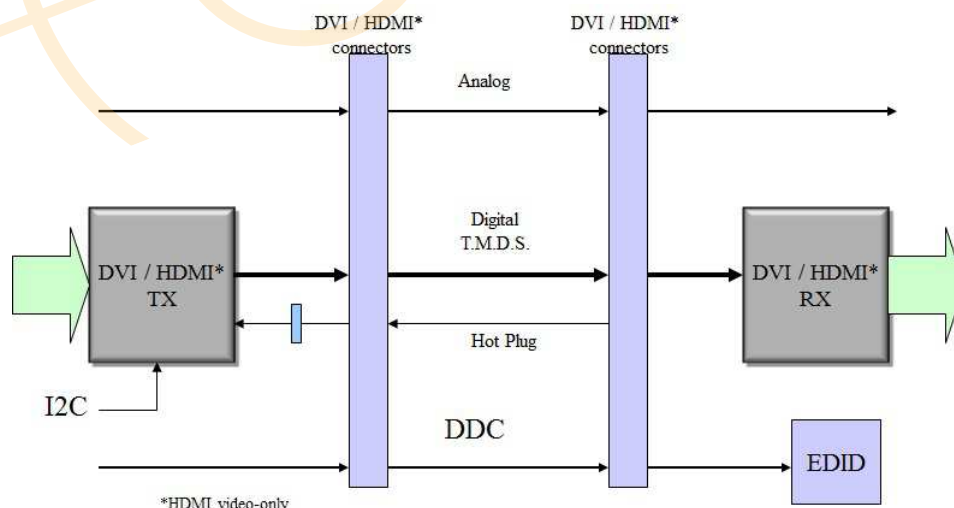 DVI / HDMI*
connectors
DVI / HDMI*
connectors
Analog
Digital
T.M.D.S.
DVI / HDMI*
TX
DVI / HDMI*
RX
Hot Plug
I2C
DDC
EDID
*HDMI video-only